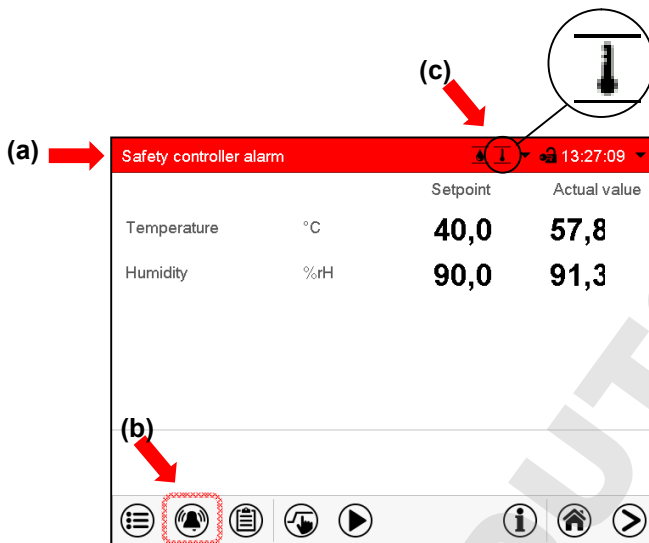 (c)
(a)
Safety controller alarm 13:27:09
Setpoint Actual value
Temperature °C 40,0 57,8
Humidity %rH 90,0 91,3
(b)